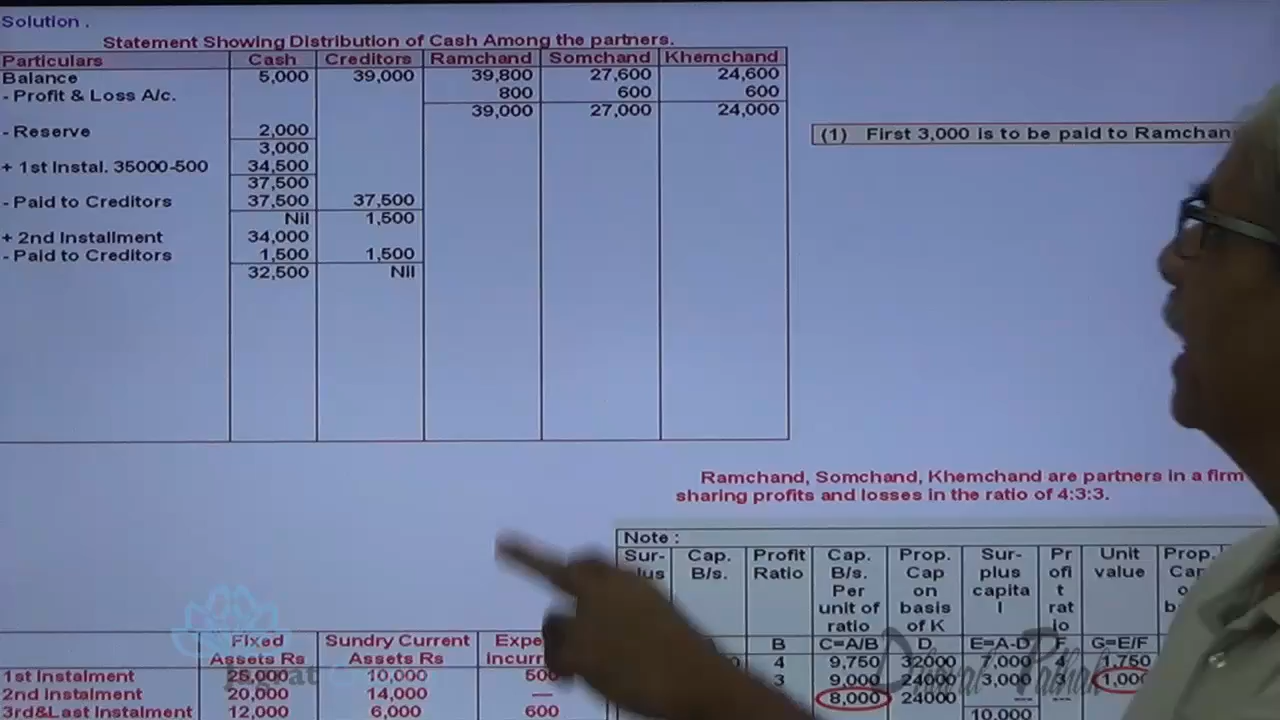 Solution .
Statement Showing Distribution of Cash Among the partners.
Particulars Cash Creditors Ramchand Somchand Khemchand
Balance 5,000 39,000 39,800 27,600 24,600
- Profit & Loss A/c. 800 600 600
39,000 27,000 24,000
- Reserve 2,000
3,000
+ 1st Instal. 35000-500 34,500
37,500
- Paid to Creditors 37,500 37,500
Nil 1,500
+ 2nd Installment 34,000
- Paid to Creditors 1,500 1,500
32,500 Nil
(1) First 3,000 is to be paid to Ramchan
Ramchand, Somchand, Khemchand are partners in a firm
sharing profits and losses in the ratio of 4:3:3.
Note :
Sur- Cap. Profit Cap. Prop. Sur- Pr Unit Prop.
B/s. Ratio B/s. Cap plus ofi value
Per on capita t
unit of basis l rat
ratio of K io
B C=A/B D E=A-D F G=E/F
4 9,750 32000 7,000 4 1,750
3 9,000 24000 3,000 3
8,000 24000 --- ---
10,000
Fixed Sundry Current
Assets Rs Assets Rs
1st Instalment 25,000 10,000 500
2nd Instalment 20,000 14,000 —
3rd&Last Instalment 12,000 6,000 600